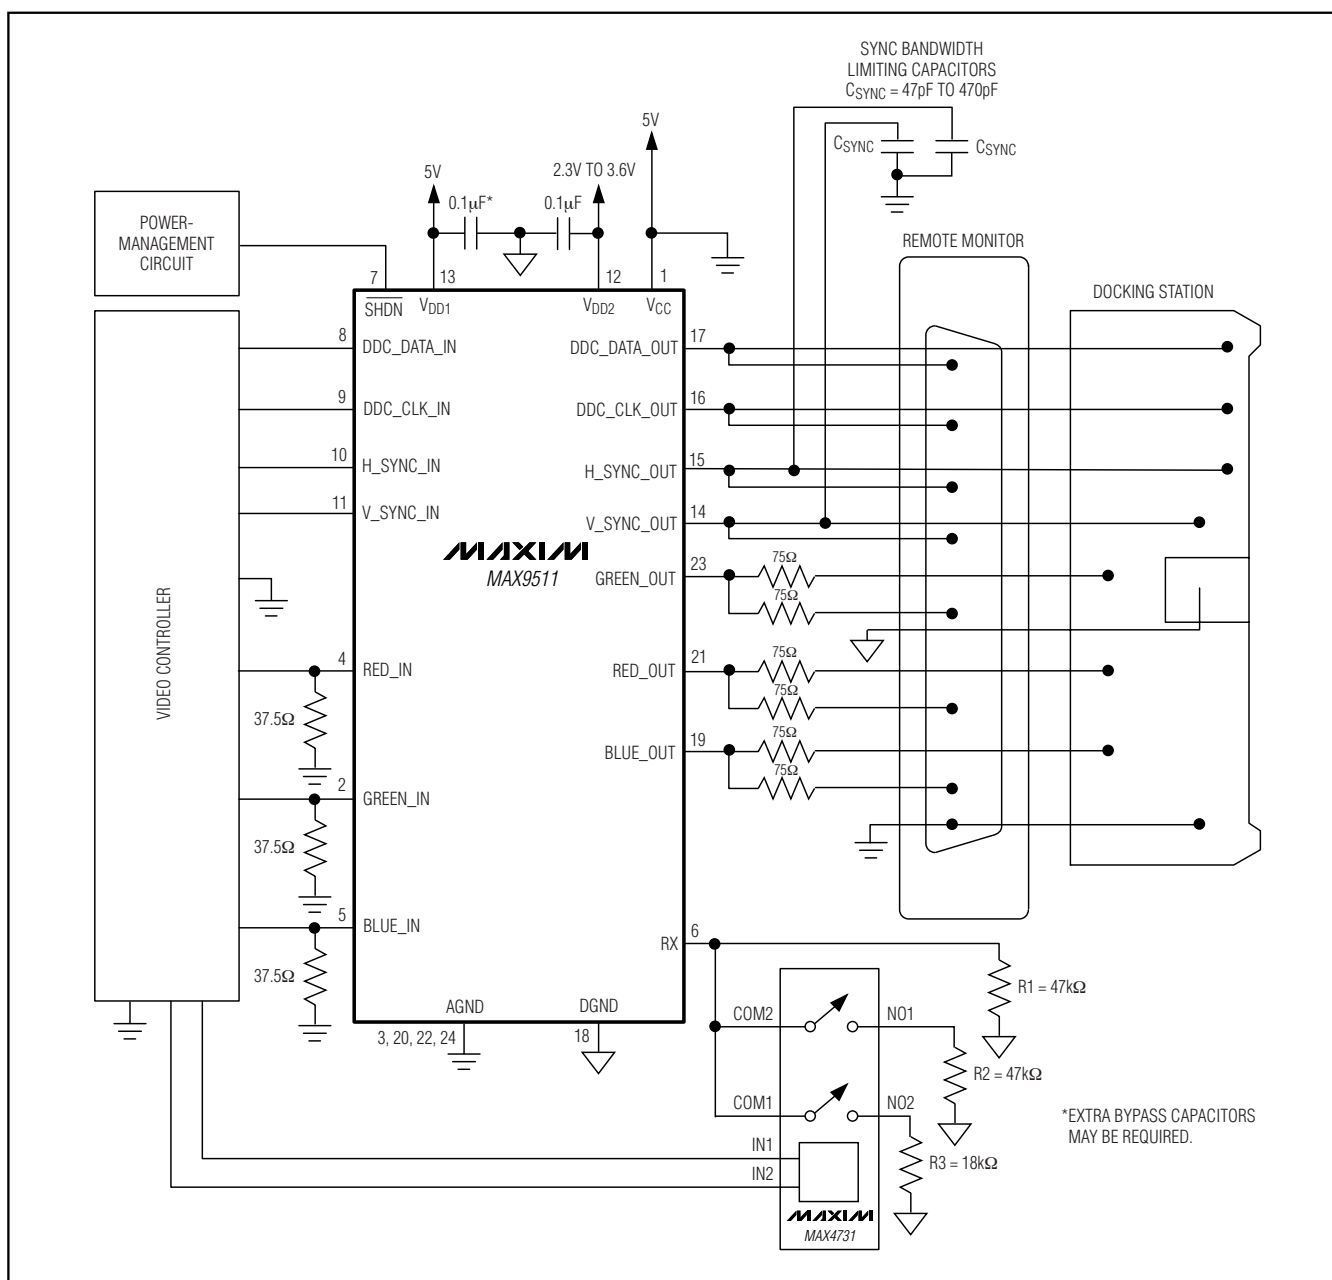 SYNC BANDWIDTH
LIMITING CAPACITORS
CSYNC = 47pF TO 470pF
5V
CSYNC
CSYNC
5V
2.3V TO 3.6V
0.1µF*
0.1µF
POWER-
MANAGEMENT
CIRCUIT
REMOTE MONITOR
DOCKING STATION
7
13
12
1
SHDN
VDD1
VDD2
VCC
8
DDC_DATA_IN
DDC_DATA_OUT
17
9
DDC_CLK_IN
DDC_CLK_OUT
16
10
H_SYNC_IN
H_SYNC_OUT
15
11
V_SYNC_IN
V_SYNC_OUT
14
MAXIM
MAX9511
VIDEO CONTROLLER
GREEN_OUT
23
75Ω
75Ω
4
RED_IN
RED_OUT
21
75Ω
75Ω
37.5Ω
BLUE_OUT
19
75Ω
75Ω
2
GREEN_IN
37.5Ω
5
BLUE_IN
37.5Ω
RX
6
AGND
3, 20, 22, 24
DGND
18
R1 = 47kΩ
COM2
NO1
R2 = 47kΩ
COM1
NO2
R3 = 18kΩ
IN1
IN2
MAXIM
MAX4731
*EXTRA BYPASS CAPACITORS
MAY BE REQUIRED.